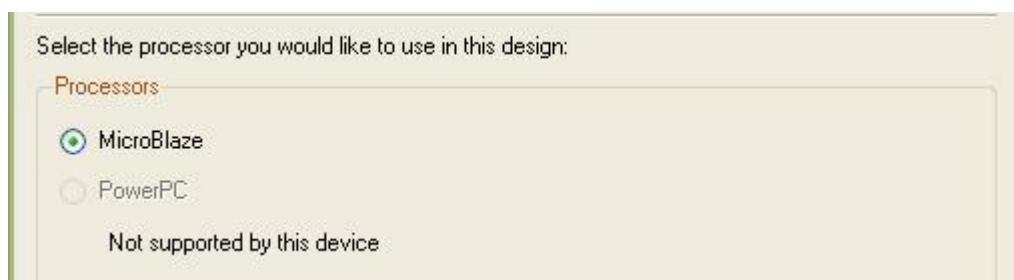 Select the processor you would like to use in this design:
Processors
MicroBlaze
PowerPC
Not supported by this device